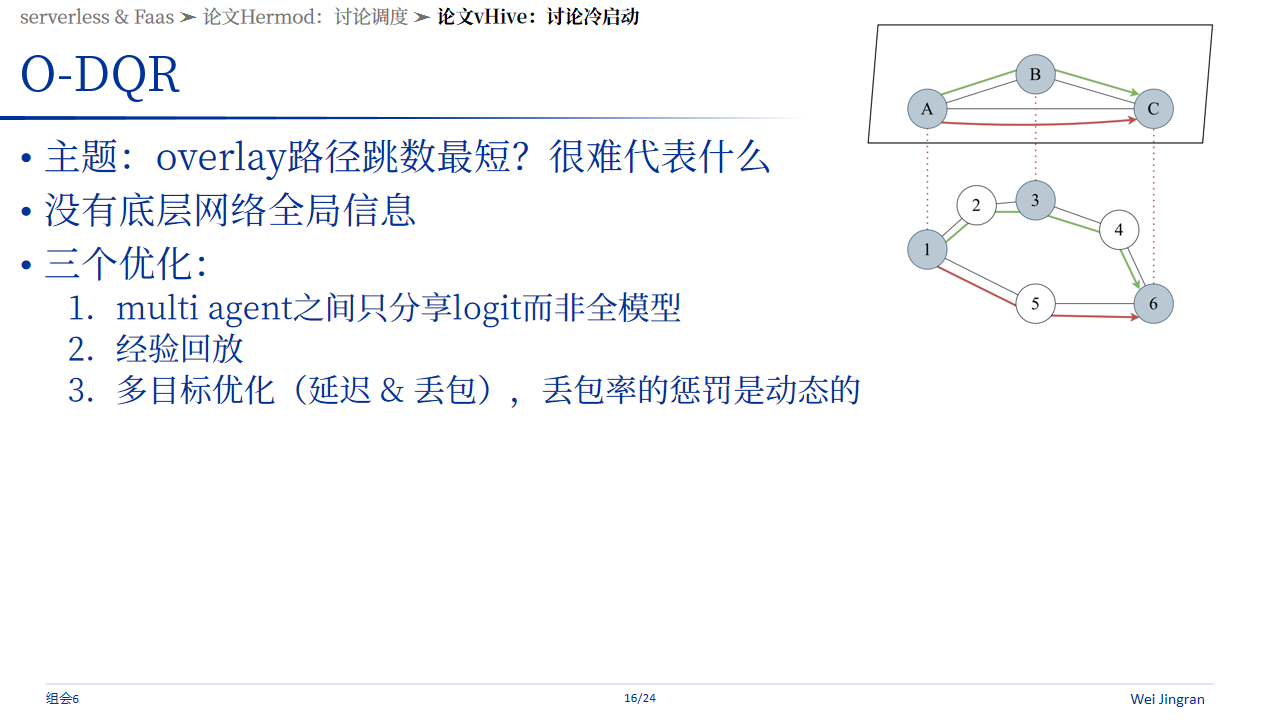 serverless & Faas ➢ 论文Hermod：讨论调度 ➢ 论文vHive：讨论冷启动
O-DQR
• 主题：overlay路径跳数最短？很难代表什么
• 没有底层网络全局信息
• 三个优化：
1. multi agent之间只分享logit而非全模型
2. 经验回放
3. 多目标优化（延迟 & 丢包），丢包率的惩罚是动态的
B
A
C
2
3
4
1
5
6
组会6
16/24
Wei Jingran